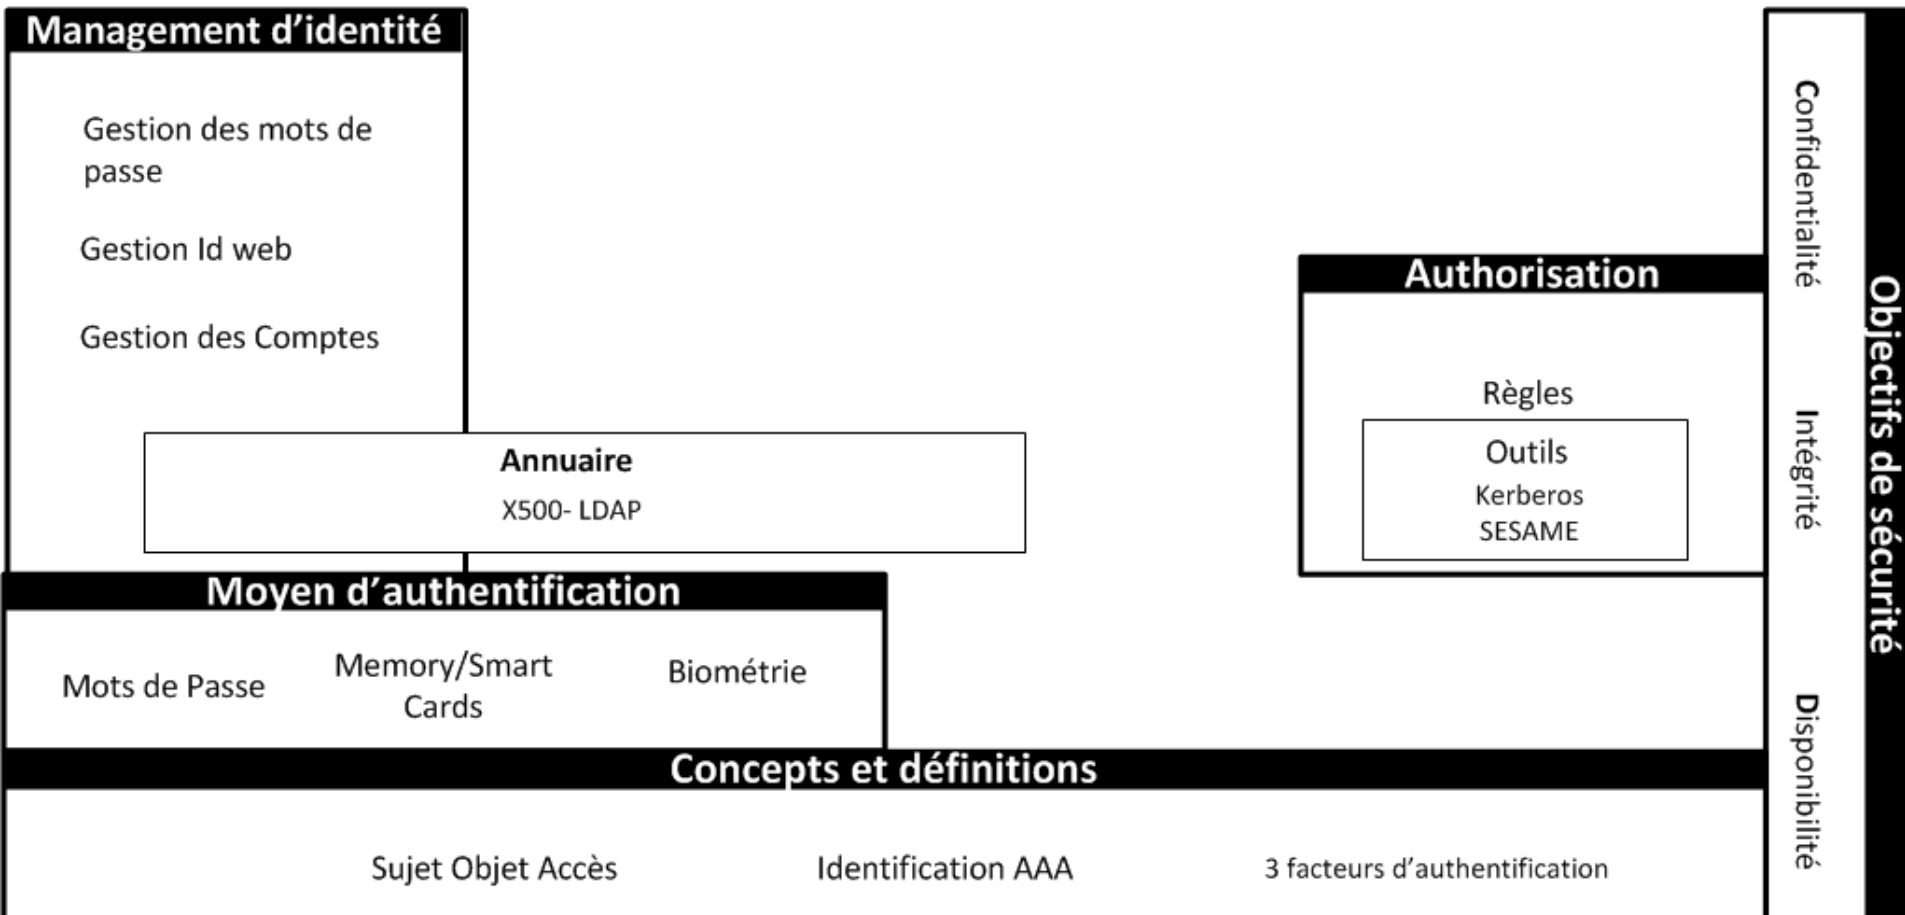 Management d’identité
Gestion des mots de
passe
Gestion Id web
Gestion des Comptes
Annuaire
X500- LDAP
Authorisation
Règles
Outils
Kerberos
SESAME
Moyen d’authentification
Mots de Passe
Memory/Smart
Cards
Biométrie
Concepts et définitions
Sujet Objet Accès
Identification AAA
3 facteurs d’authentification
Confidentialité
Intégrité
Disponibilité
Objectifs de sécurité